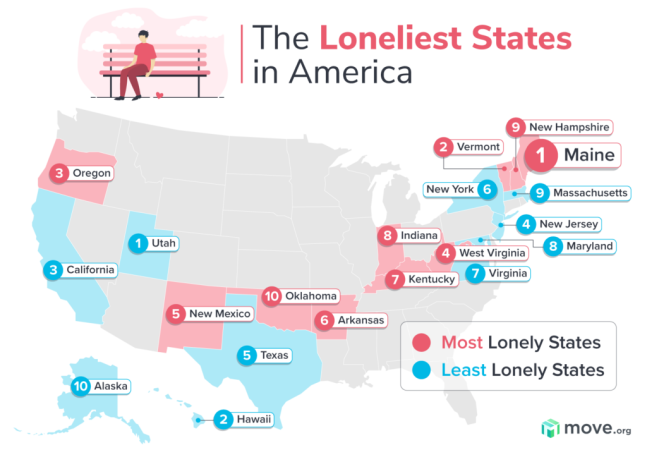 The Loneliest States
in America
9 New Hampshire
2 Vermont
1 Maine
3 Oregon
New York 6
9 Massachusetts
4 New Jersey
8 Indiana
1 Utah
8 Maryland
4 West Virginia
3 California
7 Virginia
7 Kentucky
10 Oklahoma
5 New Mexico
6 Arkansas
Most Lonely States
5 Texas
Least Lonely States
10 Alaska
2 Hawaii
move.org